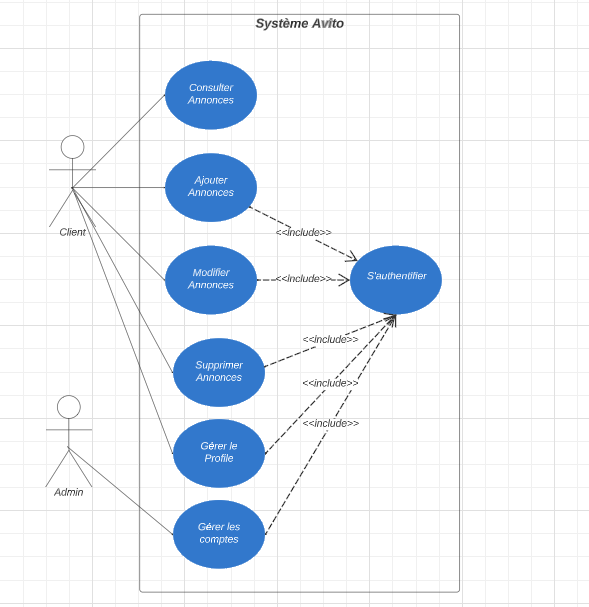 Système Avito
Consulter
Annonces
Ajouter
Annonces
<<include>>
Client
Modifier
Annonces
<<include>>
S'authentifier
<<include>>
Supprimer
Annonces
<<include>>
Gérer le
Profile
<<include>>
Admin
Gérer les
comptes